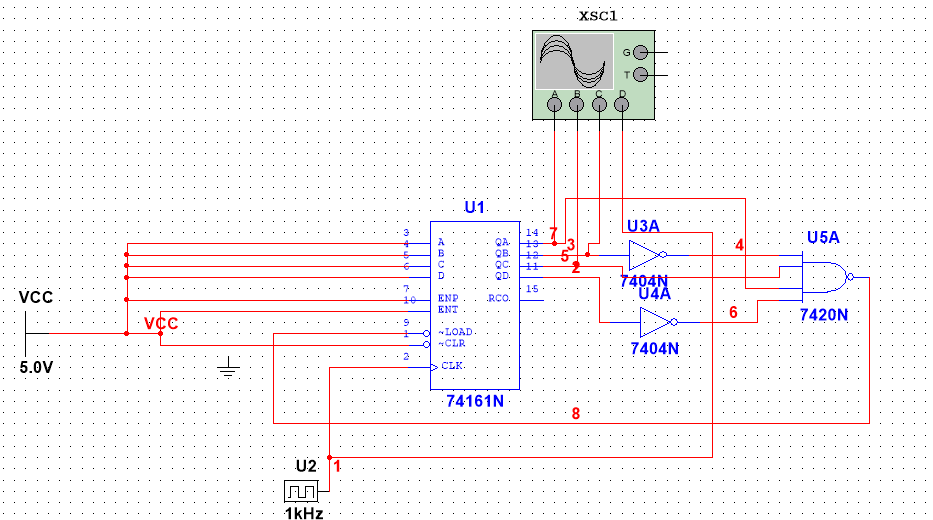 XSC1
G
T
A B C D
U1
3
4
5
6
7
10
9
1
2
A
B
C
D
ENP
ENT
~LOAD
~CLR
CLK
QA
QB
QC
QD
RCO
14
13
12
11
15
74161N
7
3
5
2
U3A
7404N
U4A
7404N
4
6
U5A
7420N
VCC
VCC
5.0V
8
U2
1
1kHz